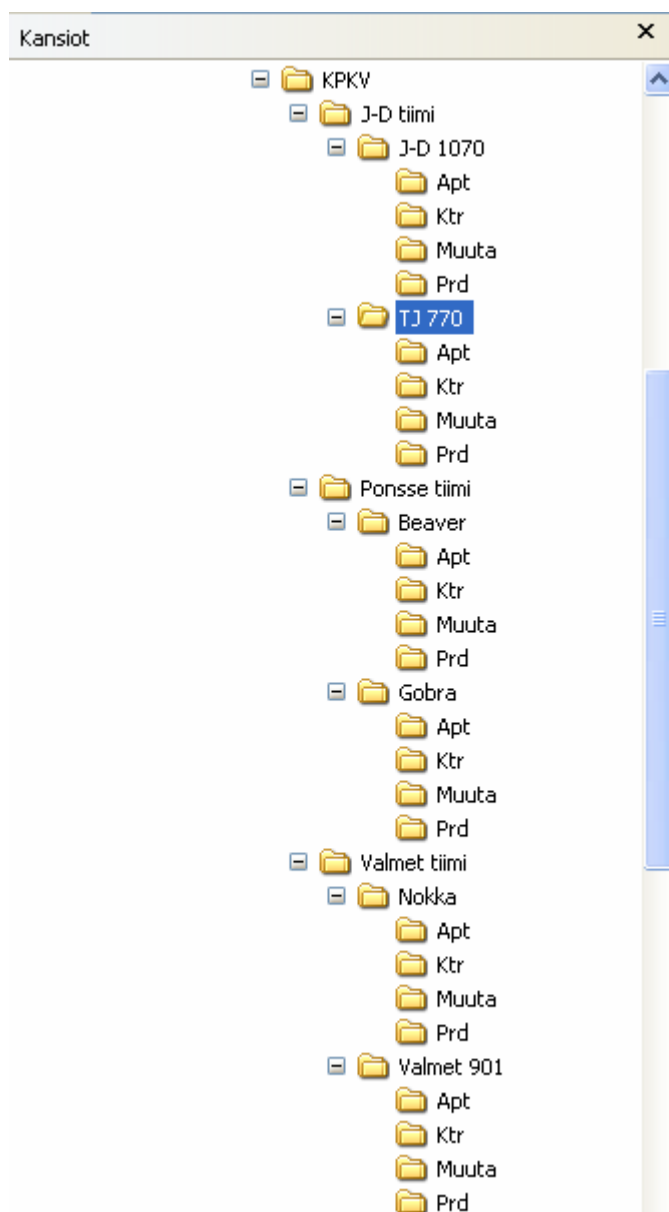 Kansiot
KPKV
J-D tiimi
J-D 1070
Apt
Ktr
Muuta
Prd
TJ 770
Apt
Ktr
Muuta
Prd
Ponsse tiimi
Beaver
Apt
Ktr
Muuta
Prd
Gobra
Apt
Ktr
Muuta
Prd
Valmet tiimi
Nokka
Apt
Ktr
Muuta
Prd
Valmet 901
Apt
Ktr
Muuta
Prd